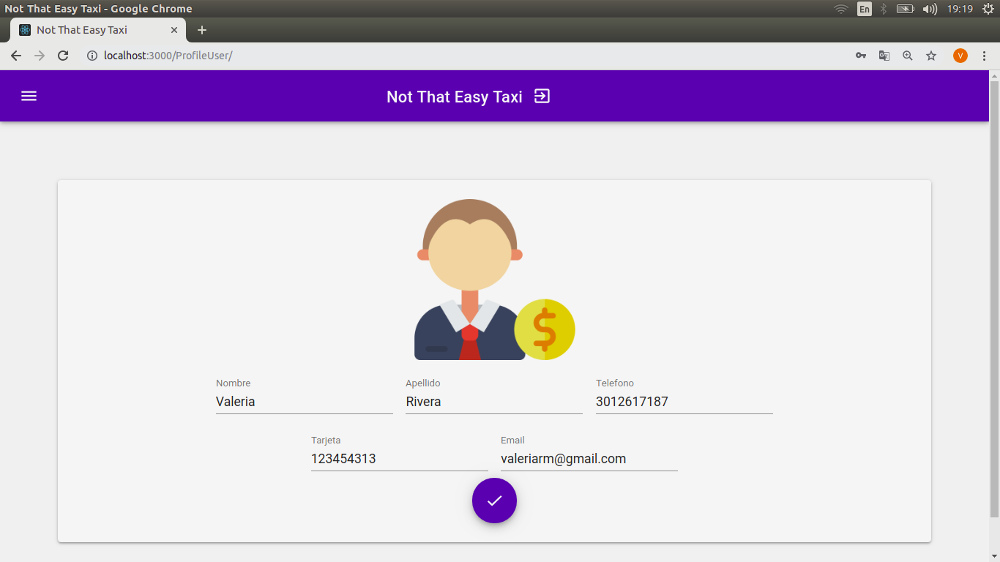 Not That Easy Taxi - Google Chrome
En
19:19
Not That Easy Taxi
localhost:3000/ProfileUser/
V
Not That Easy Taxi
$
Nombre Apellido Telefono
Valeria Rivera 3012617187
Tarjeta Email
123454313 valeriarm@gmail.com